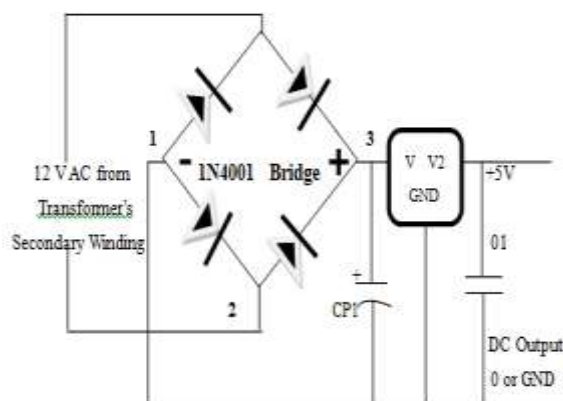 1
3
- 1N4001 Bridge +
V V2
GND
+5V
12 VAC from
Transformer's
Secondary Winding
01
2
+
CP1
DC Output
0 or GND